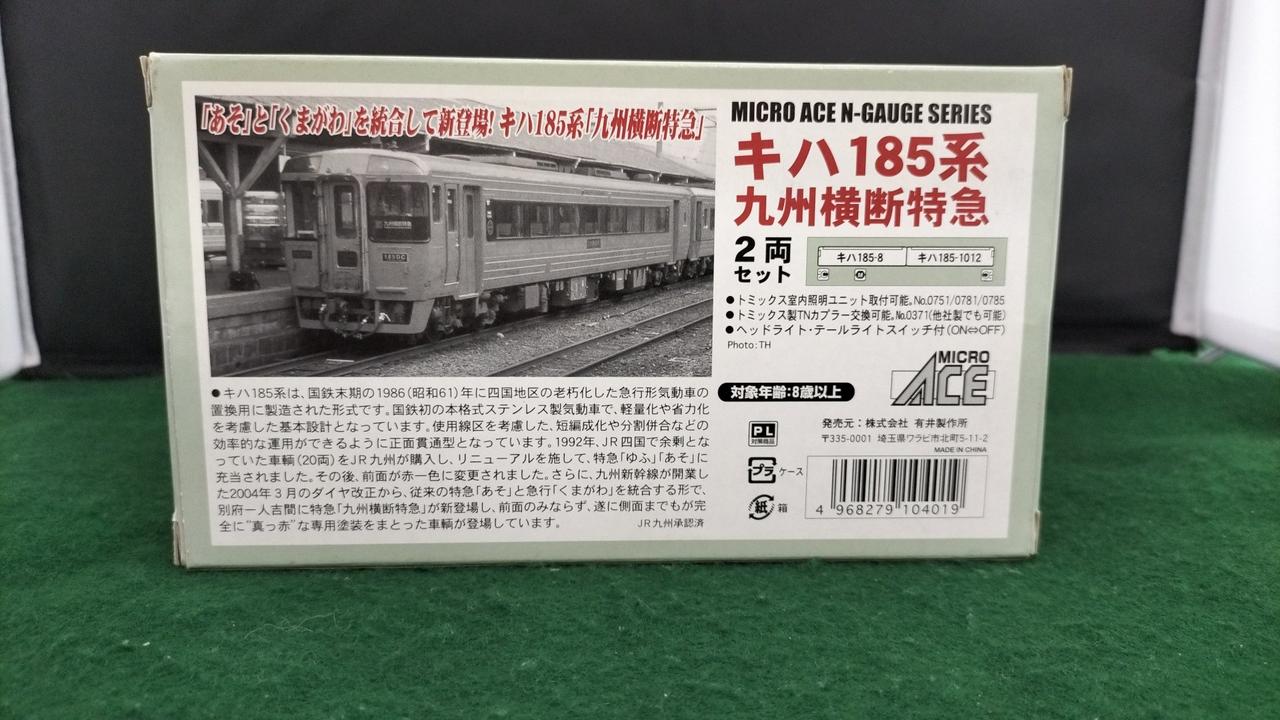 「あそ」と「くまがわ」を統合して新登場! キハ185系「九州横断特急」
九州横断特急
185DC
●キハ185系は、国鉄末期の1986(昭和61)年に四国地区の老朽化した急行形気動車の
置換用に製造された形式です。国鉄初の本格式ステンレス製気動車で、軽量化や省力化
を考慮した基本設計となっています。使用線区を考慮した、短編成化や分割併合などの
効率的な運用ができるように正面貫通型となっています。1992年、JR四国で余剰とな
っていた車輌(20両)をJR九州が購入し、リニューアルを施して、特急「ゆふ」「あそ」に
充当されました。その後、前面が赤一色に変更されました。さらに、九州新幹線が開業し
た2004年3月のダイヤ改正から、従来の特急「あそ」と急行「くまがわ」を統合する形で、
別府ー人吉間に特急「九州横断特急」が新登場し、前面のみならず、遂に側面までもが完
全に"真っ赤"な専用塗装をまとった車輌が登場しています。 JR九州承認済
MICRO ACE N-GAUGE SERIES
キハ185系
九州横断特急
2両
セット
キハ185-8 キハ185-1012
●トミックス室内照明ユニット取付可能。No.0751/0781/0785
●トミックス製TNカプラー交換可能。No.0371(他社製でも可能)
●ヘッドライト・テールライトスイッチ付(ON⇔OFF)
Photo:TH
MICRO
ACE
対象年齢:8歳以上
PL
対策商品
発売元:株式会社 有井製作所
〒335-0001 埼玉県ワラビ市北町5-11-2
MADE IN CHINA
プラ ケース
紙 箱
4 968279 104019